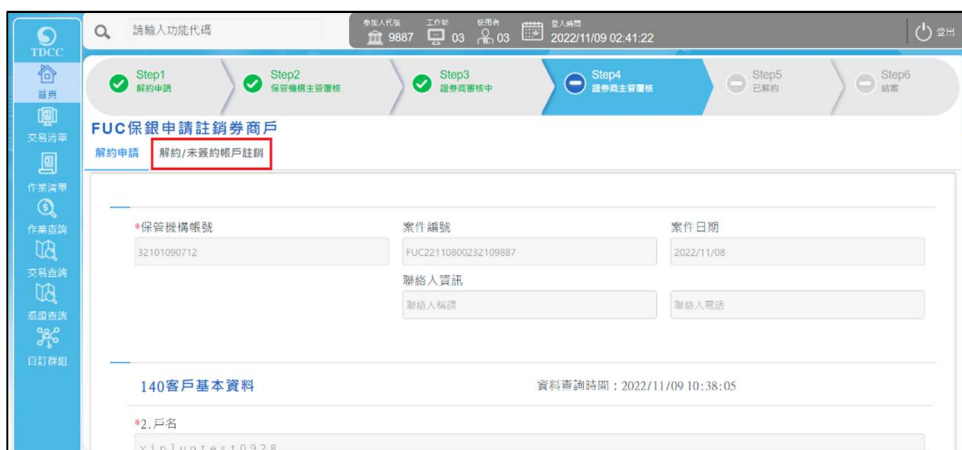 TDCC
請輸入功能代碼
參加人代號 9887
工作站 03
使用者 03
登入時間 2022/11/09 02:41:22
登出
首頁
交易清單
作業清單
作業查詢
交易查詢
憑證查詢
自訂群組
Step1 解約申請
Step2 保管機構主管覆核
Step3 證券商審核中
Step4 證券商主管覆核
Step5 已解約
Step6 結案
FUC保銀申請註銷券商戶
解約申請 解約/未簽約帳戶註銷
*保管機構帳號 案件編號 案件日期
32101090712 FUC22110800232109887 2022/11/08
聯絡人資訊
聯絡人稱謂 聯絡人電話
140客戶基本資料 資料查詢時間：2022/11/09 10:38:05
*2.戶名
xinluntest0928